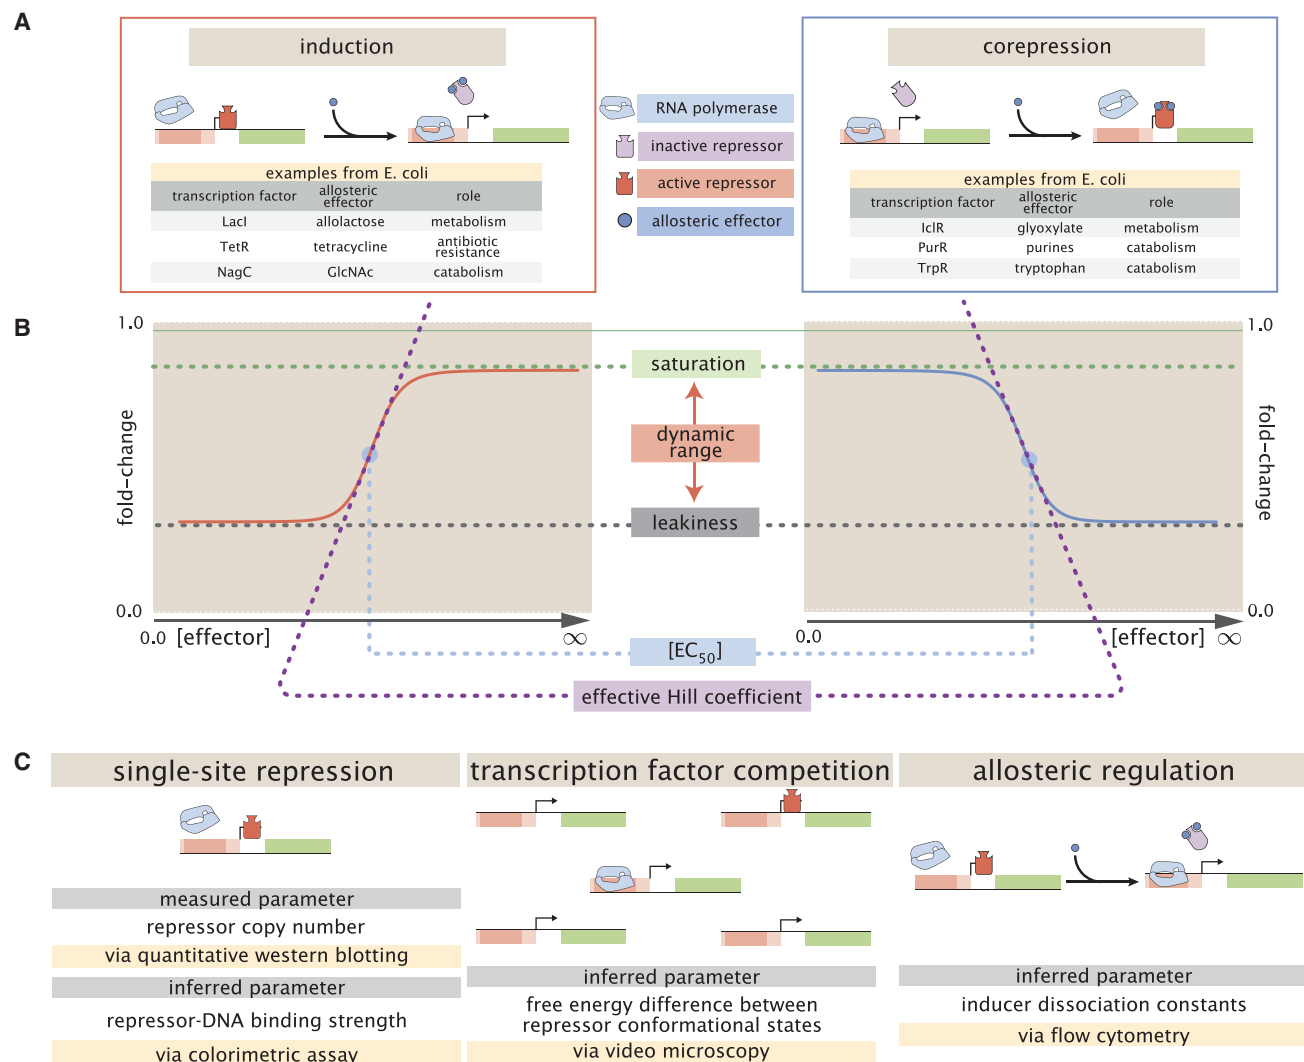 A
induction
RNA polymerase
inactive repressor
active repressor
allosteric effector
examples from E. coli
transcription factor allosteric effector role
LacI allolactose metabolism
TetR tetracycline antibiotic resistance
NagC GlcNAc catabolism
corepression
examples from E. coli
transcription factor allosteric effector role
IclR glyoxylate metabolism
PurR purines catabolism
TrpR tryptophan catabolism
B
1.0
fold-change
0.0
0.0 [effector] ∞
saturation
dynamic
range
leakiness
[EC50]
effective Hill coefficient
1.0
fold-change
0.0
0.0 [effector] ∞
C
single-site repression
measured parameter
repressor copy number
via quantitative western blotting
inferred parameter
repressor-DNA binding strength
via colorimetric assay
transcription factor competition
inferred parameter
free energy difference between
repressor conformational states
via video microscopy
allosteric regulation
inferred parameter
inducer dissociation constants
via flow cytometry